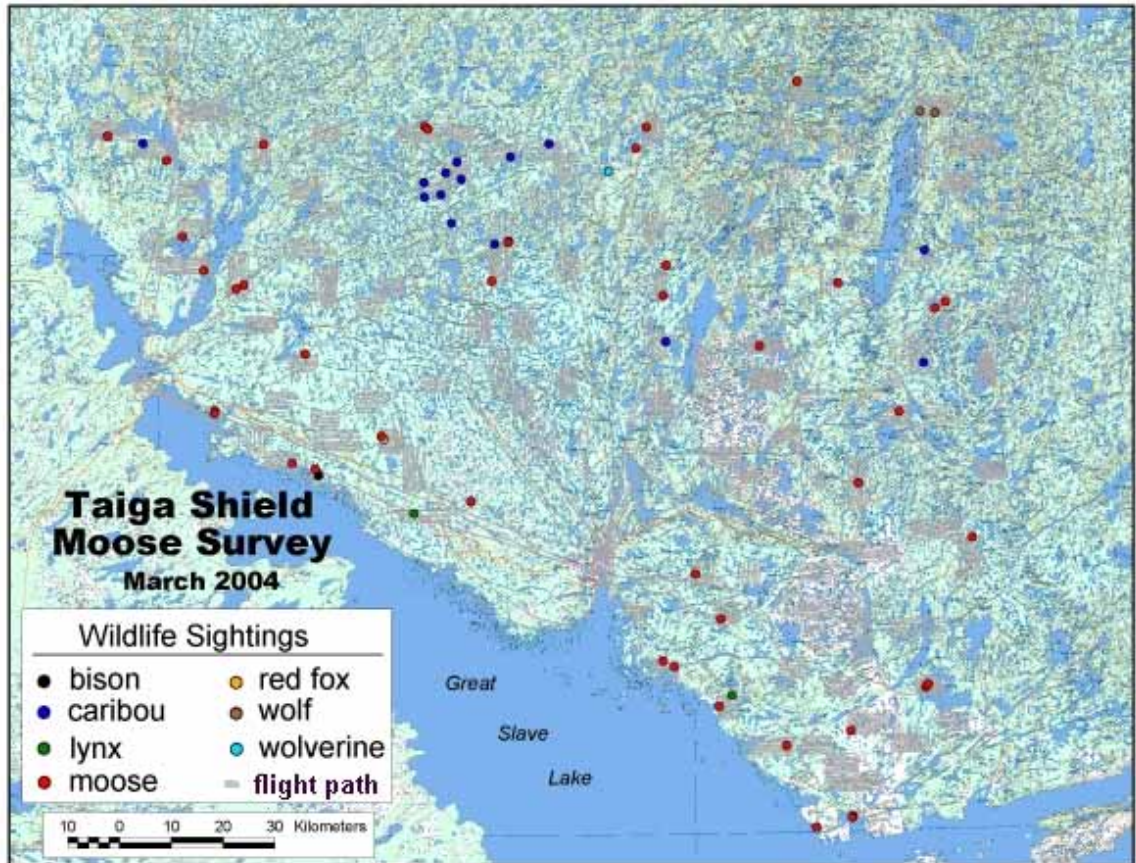 Taiga Shield
Moose Survey
March 2004
Wildlife Sightings
bison
caribou
lynx
moose
red fox
wolf
wolverine
flight path
10 0 10 20 30 Kilometers
Great
Slave
Lake